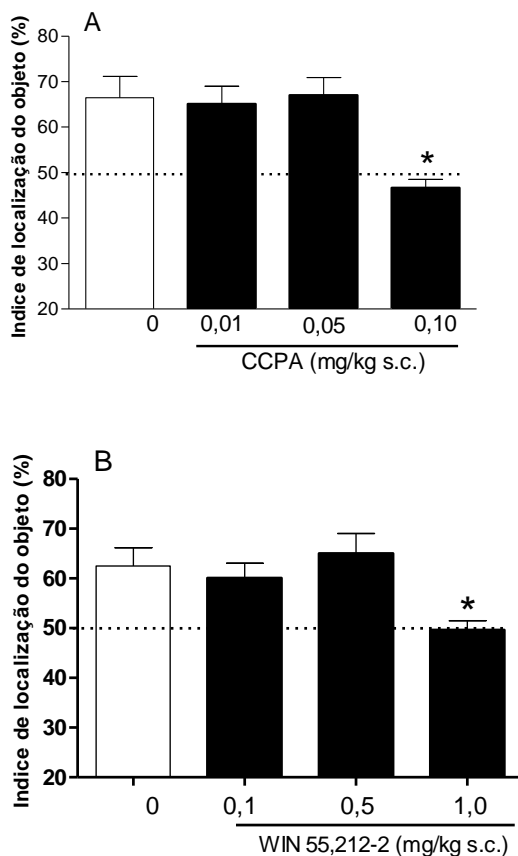 A
Indice de localização do objeto (%)
80
70
60
50
40
30
20
*
0 0,01 0,05 0,10
CCPA (mg/kg s.c.)
B
Indice de localização do objeto (%)
80
70
60
50
40
30
20
*
0 0,1 0,5 1,0
WIN 55,212-2 (mg/kg s.c.)